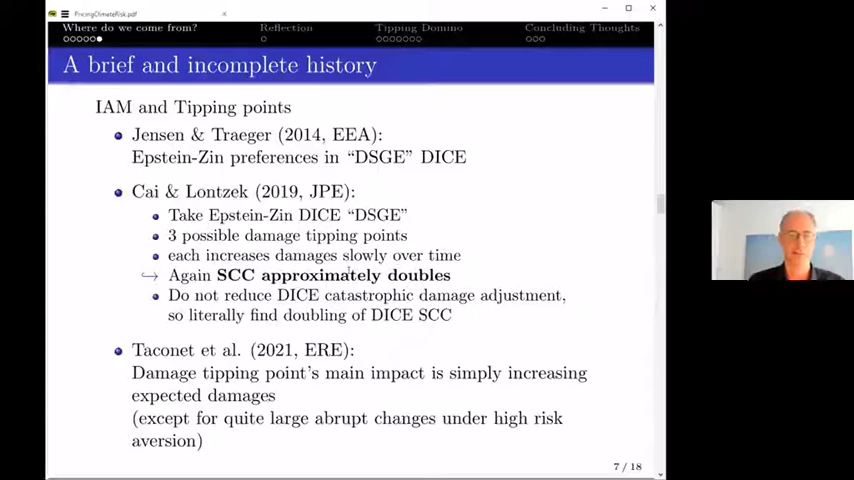 PricingClimateRisk.pdf
Where do we come from? Reflection Tipping Domino Concluding Thoughts
A brief and incomplete history
IAM and Tipping points
Jensen & Traeger (2014, EEA):
Epstein-Zin preferences in “DSGE” DICE
Cai & Lontzek (2019, JPE):
Take Epstein-Zin DICE “DSGE”
3 possible damage tipping points
each increases damages slowly over time
↪ Again SCC approximately doubles
Do not reduce DICE catastrophic damage adjustment,
so literally find doubling of DICE SCC
Taconet et al. (2021, ERE):
Damage tipping point's main impact is simply increasing
expected damages
(except for quite large abrupt changes under high risk
aversion)
7 / 18